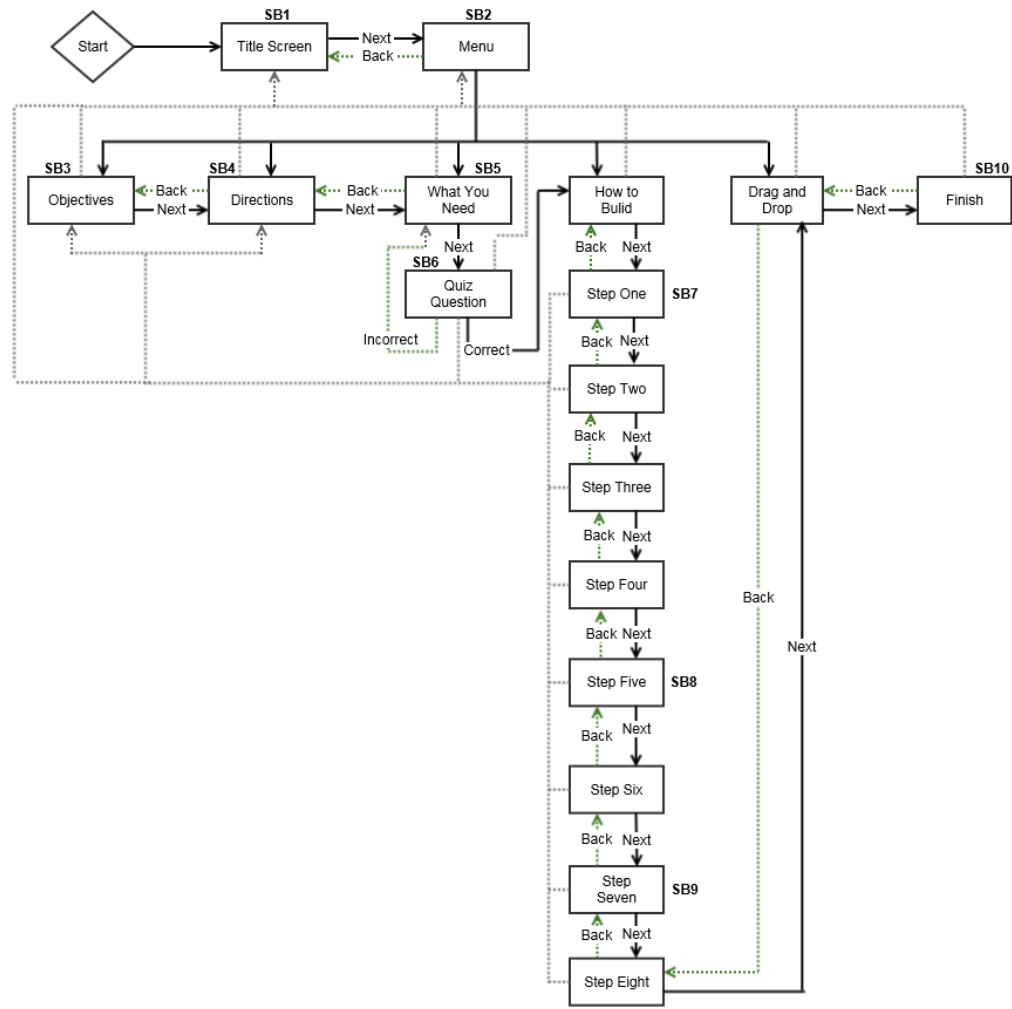 SB1
SB2
Start
Title Screen
Next
Back
Menu
SB3
SB4
SB5
SB10
Objectives
Back
Next
Directions
Back
Next
What You
Need
How to
Bulid
Drag and
Drop
Back
Next
Finish
Next
SB6
Quiz
Question
Incorrect
Correct
Back
Next
Step One
SB7
Back
Next
Step Two
Back
Next
Step Three
Back
Next
Step Four
Back
Next
Step Five
SB8
Back
Next
Step Six
Back
Next
Step
Seven
SB9
Back
Next
Step Eight
Back
Next